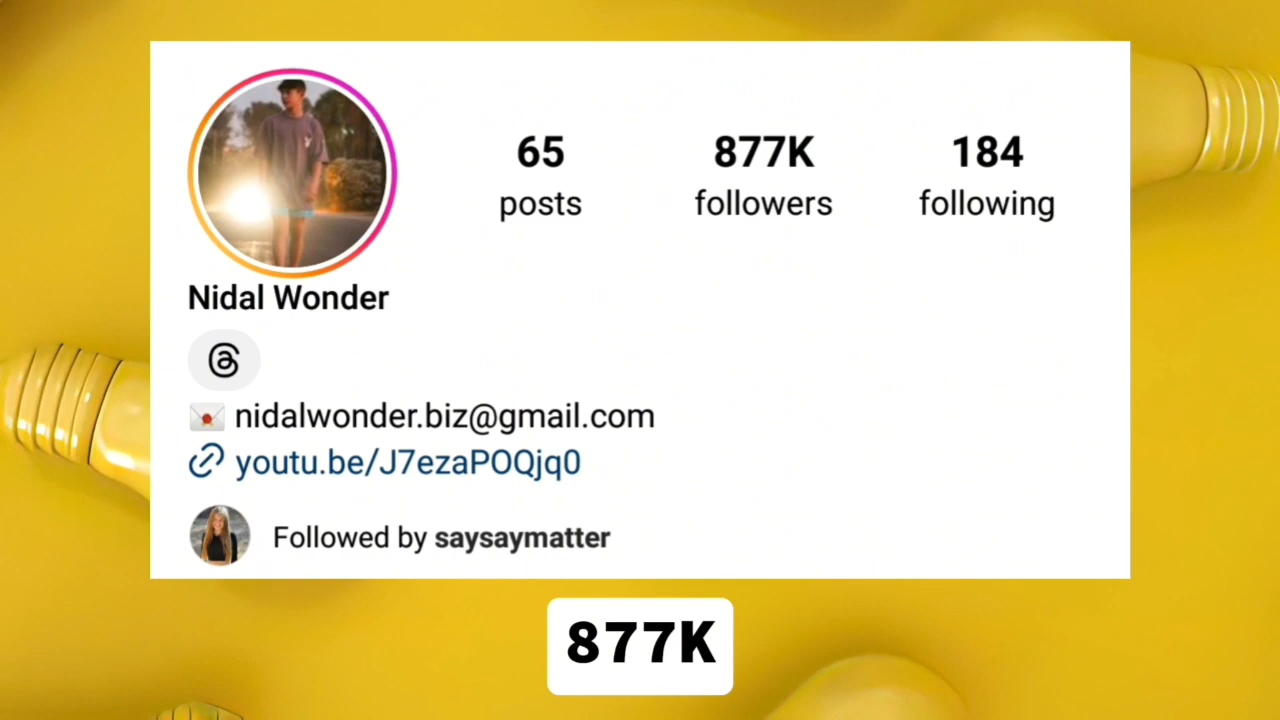 65 877K 184
posts followers following
Nidal Wonder
nidalwonder.biz@gmail.com
youtu.be/J7ezaPOQjq0
Followed by saysaymatter
877K